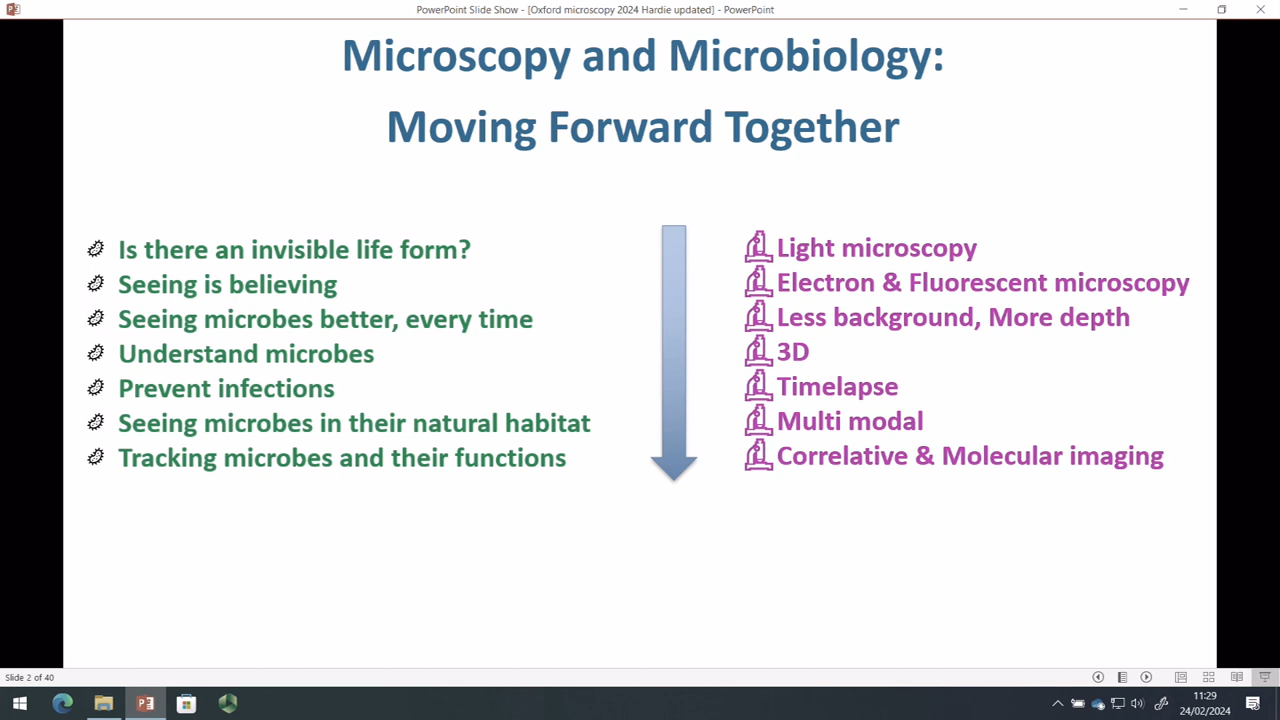 PowerPoint Slide Show - [Oxford microscopy 2024 Hardie updated] - PowerPoint
Microscopy and Microbiology:
Moving Forward Together
Is there an invisible life form?
Seeing is believing
Seeing microbes better, every time
Understand microbes
Prevent infections
Seeing microbes in their natural habitat
Tracking microbes and their functions
Light microscopy
Electron & Fluorescent microscopy
Less background, More depth
3D
Timelapse
Multi modal
Correlative & Molecular imaging
Slide 2 of 40
11:29
24/02/2024